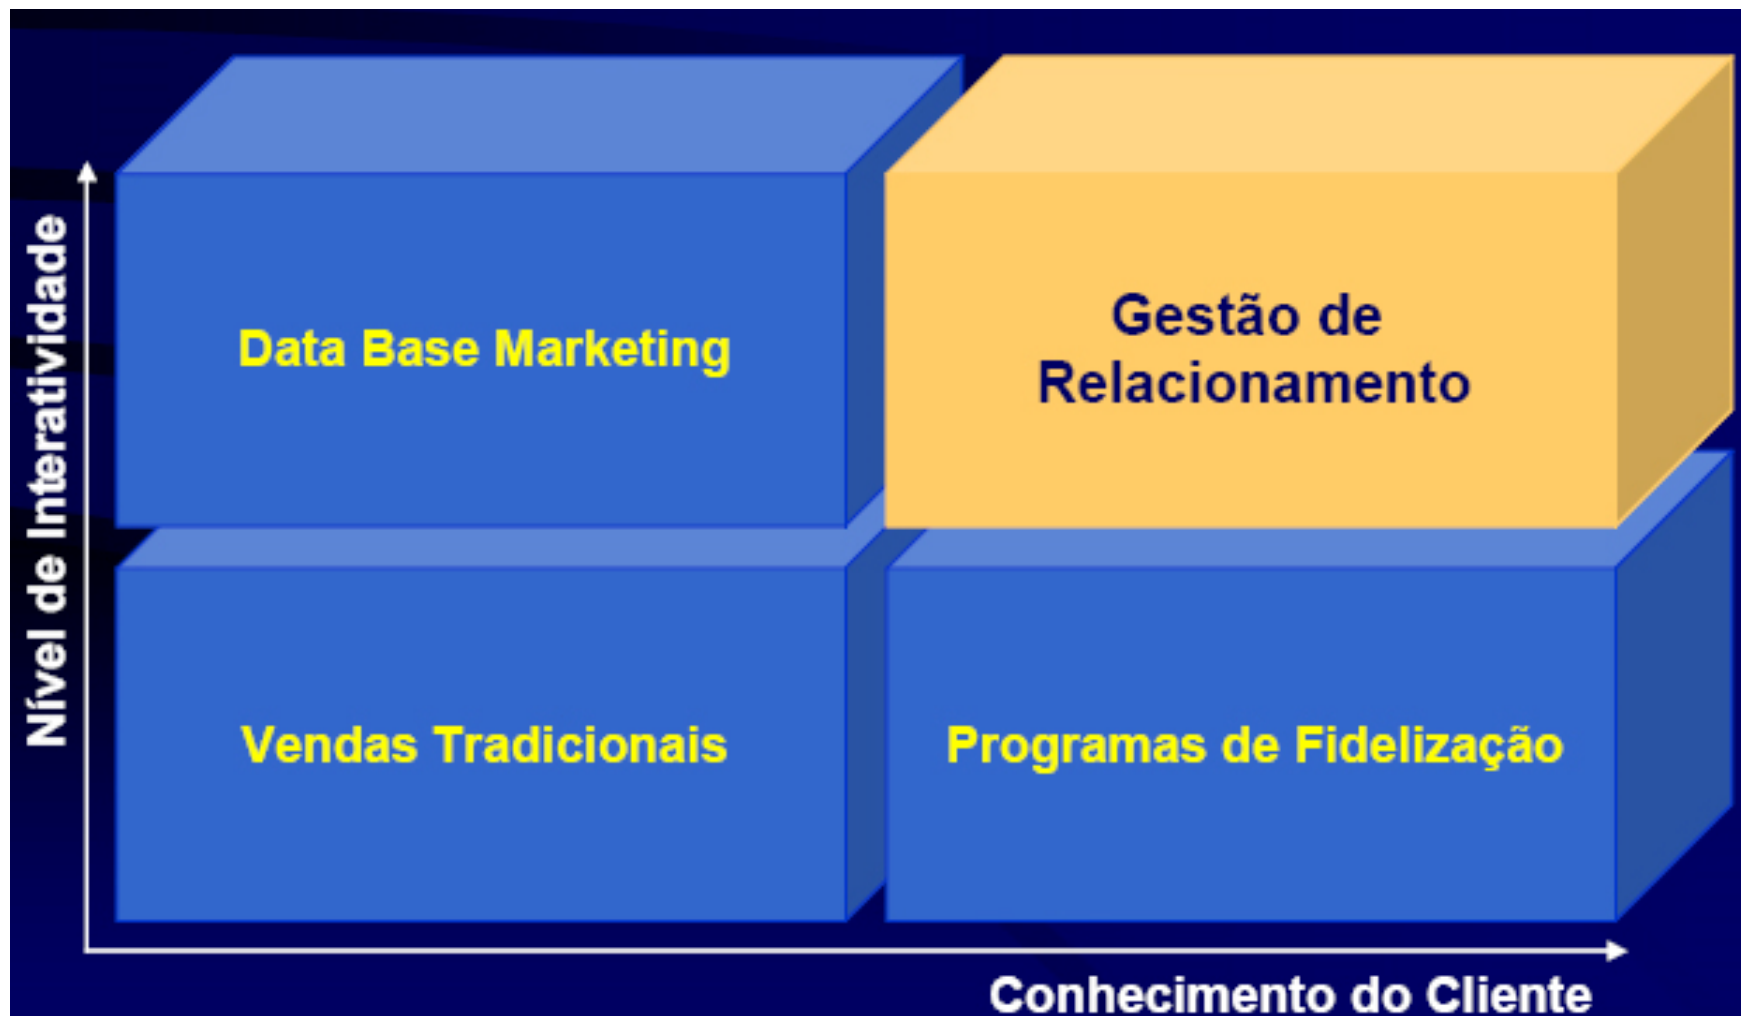 Nível de Interatividade
Data Base Marketing
Gestão de
Relacionamento
Vendas Tradicionais
Programas de Fidelização
Conhecimento do Cliente